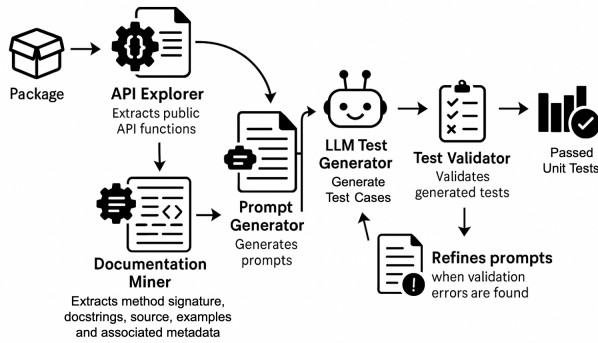 Package
API Explorer
Extracts public
API functions
Documentation
Miner
Extracts method signature,
docstrings, source, examples
and associated metadata
Prompt
Generator
Generates
prompts
LLM Test
Generator
Generate
Test Cases
Test Validator
Validates
generated tests
Passed
Unit Tests
Refines prompts
when validation
errors are found